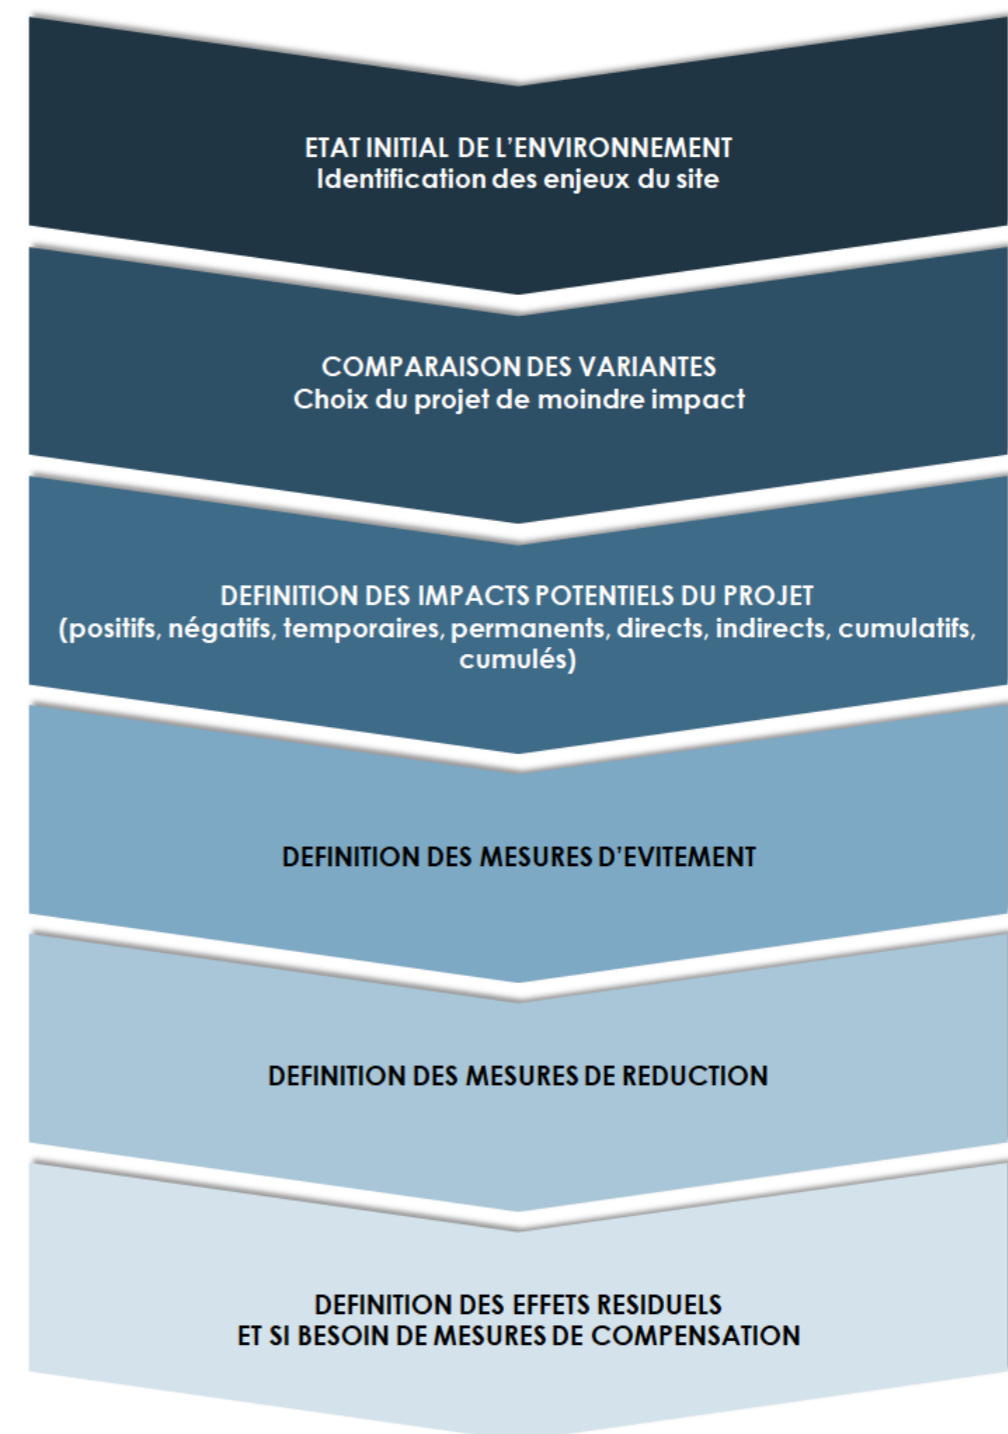 ETAT INITIAL DE L’ENVIRONNEMENT
Identification des enjeux du site
COMPARAISON DES VARIANTES
Choix du projet de moindre impact
DEFINITION DES IMPACTS POTENTIELS DU PROJET
(positifs, négatifs, temporaires, permanents, directs, indirects, cumulatifs,
cumulés)
DEFINITION DES MESURES D’EVITEMENT
DEFINITION DES MESURES DE REDUCTION
DEFINITION DES EFFETS RESIDUELS
ET SI BESOIN DE MESURES DE COMPENSATION